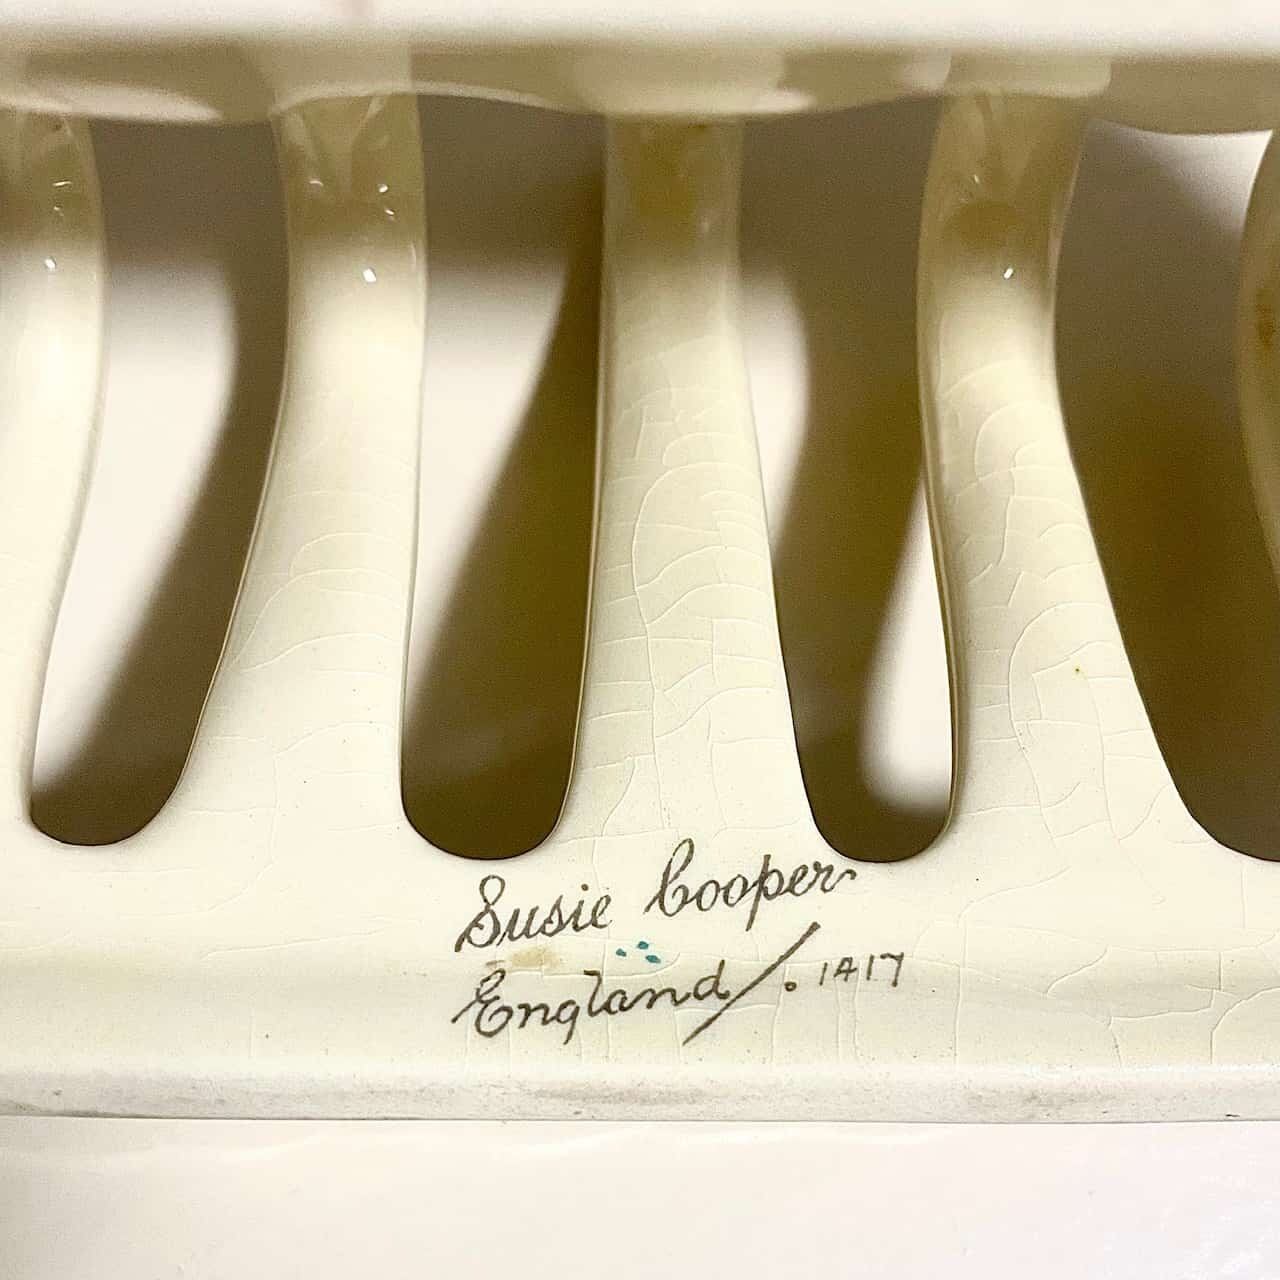 Susie Cooper
England/. 1417